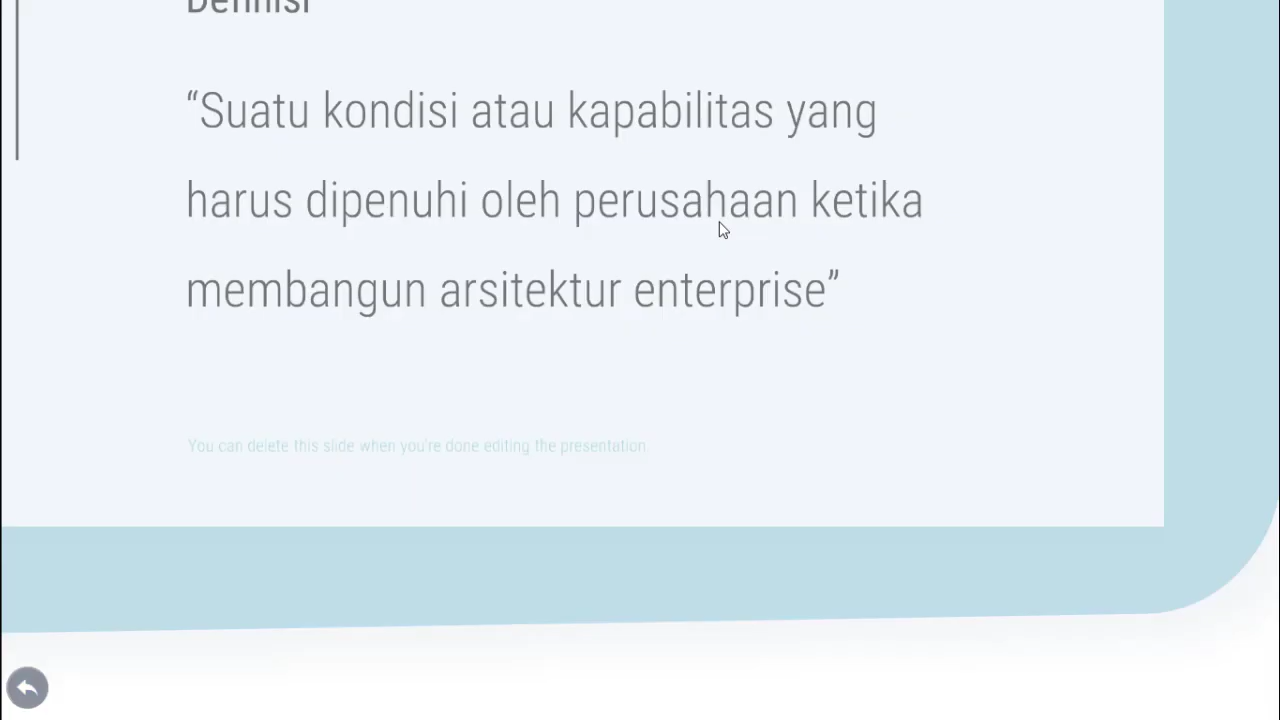 Definisi
“Suatu kondisi atau kapabilitas yang
harus dipenuhi oleh perusahaan ketika
membangun arsitektur enterprise”
You can delete this slide when you’re done editing the presentation